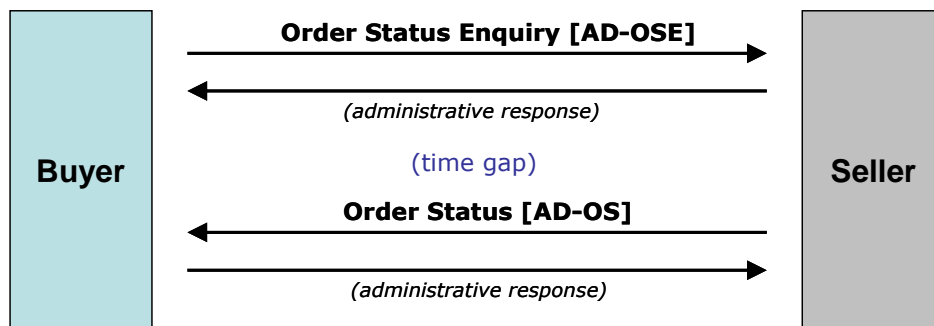 Order Status Enquiry [AD-OSE]
(administrative response)
Buyer
(time gap)
Seller
Order Status [AD-OS]
(administrative response)